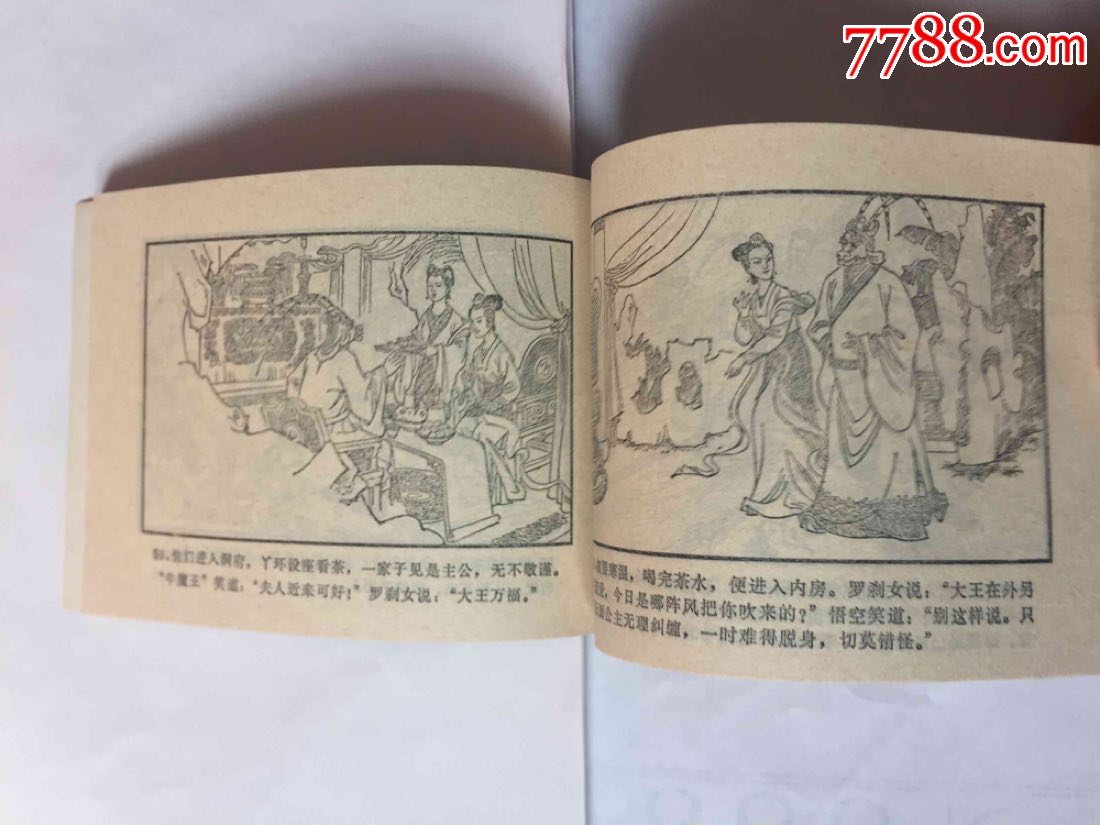 7788.com
他们进入洞府，丫环设座看茶，一家子见是主公，无不敬谨。
“牛魔王”笑道：“夫人近来可好！”罗刹女说：“大王万福。”
寒温，喝完茶水，便进入内房。罗刹女说：“大王在外另
，今日是哪阵风把你吹来的？”悟空笑道：“别这样说。只
公主无理纠缠，一时难得脱身，切莫错怪。”